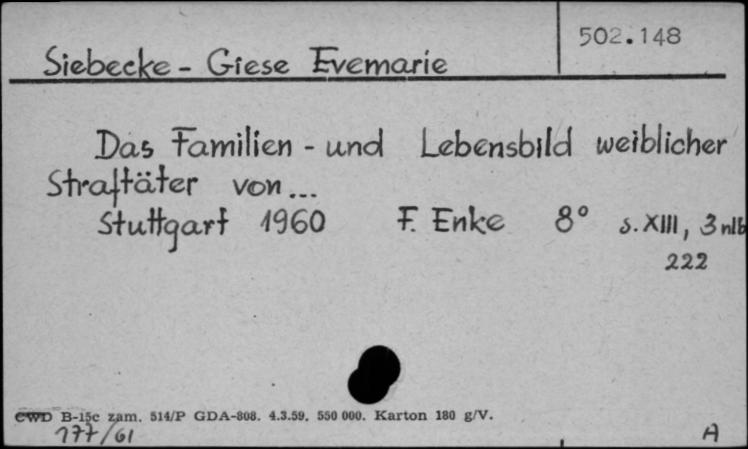 502.148
Siebecke - Giese Evemarie
Das Familien - und Lebensbild weiblicher
Straftäter von...
Stuttgart 1960 F. Enke 8° s. XIII, 3 nlb
222
CWD B-15c zam. 514/P GDA-808. 4.3.59. 550 000. Karton 180 g/V.
177/61
A